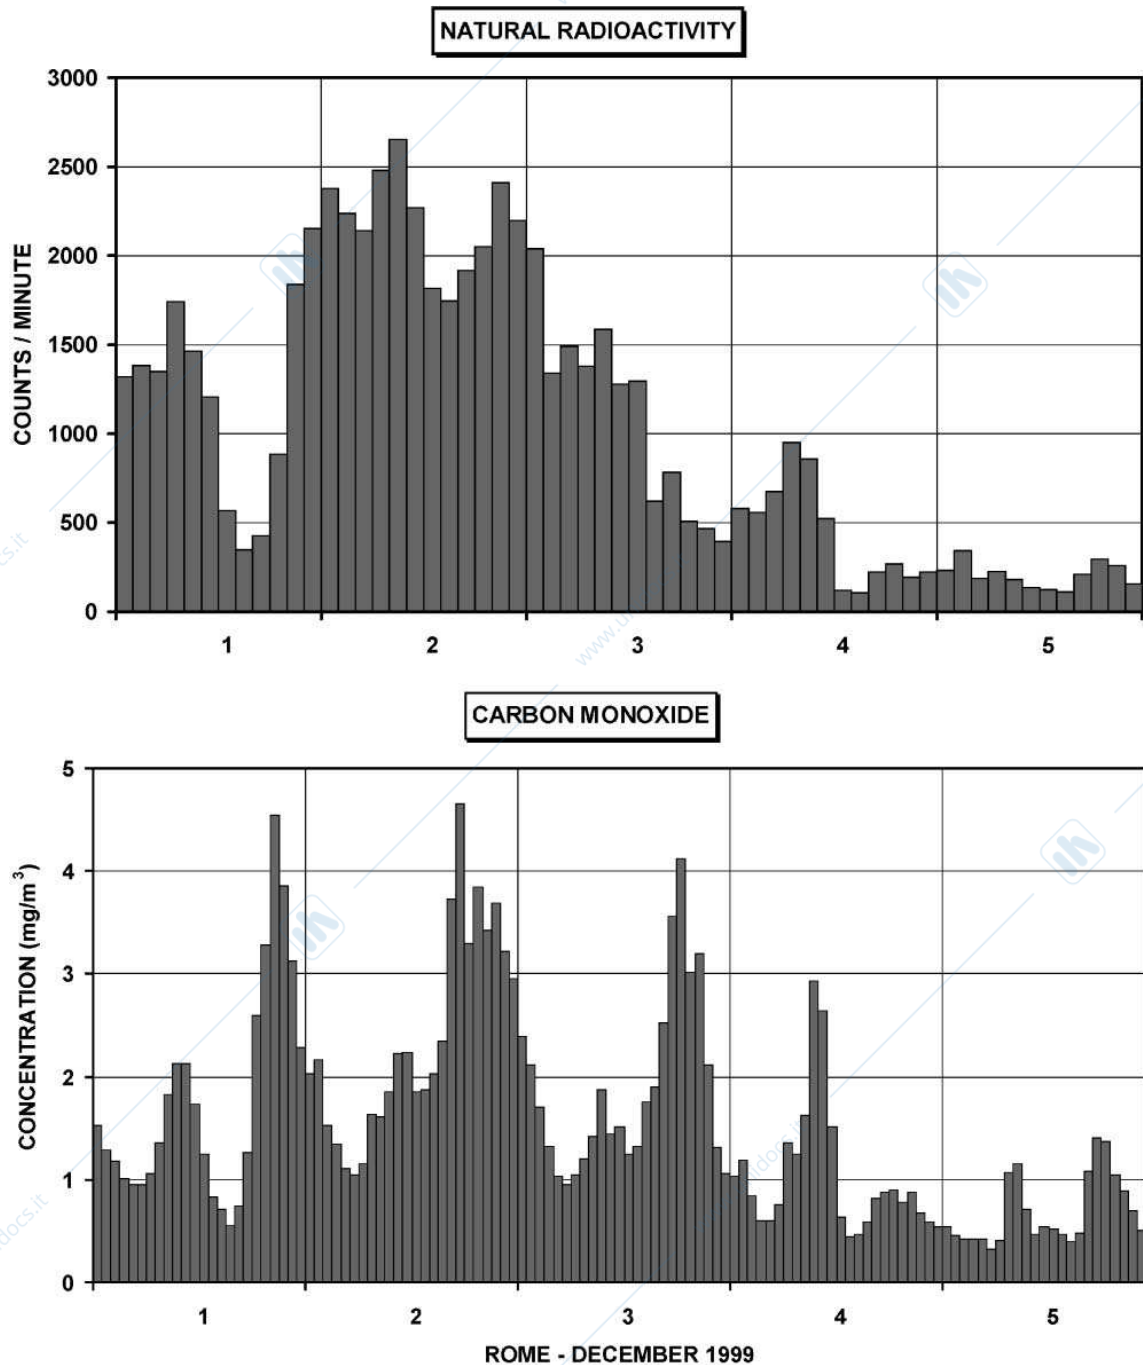 NATURAL RADIOACTIVITY
3000
2500
2000
1500
1000
500
0
COUNTS / MINUTE
1 2 3 4 5
CARBON MONOXIDE
5
4
3
2
1
0
CONCENTRATION (mg/m³)
1 2 3 4 5
ROME - DECEMBER 1999